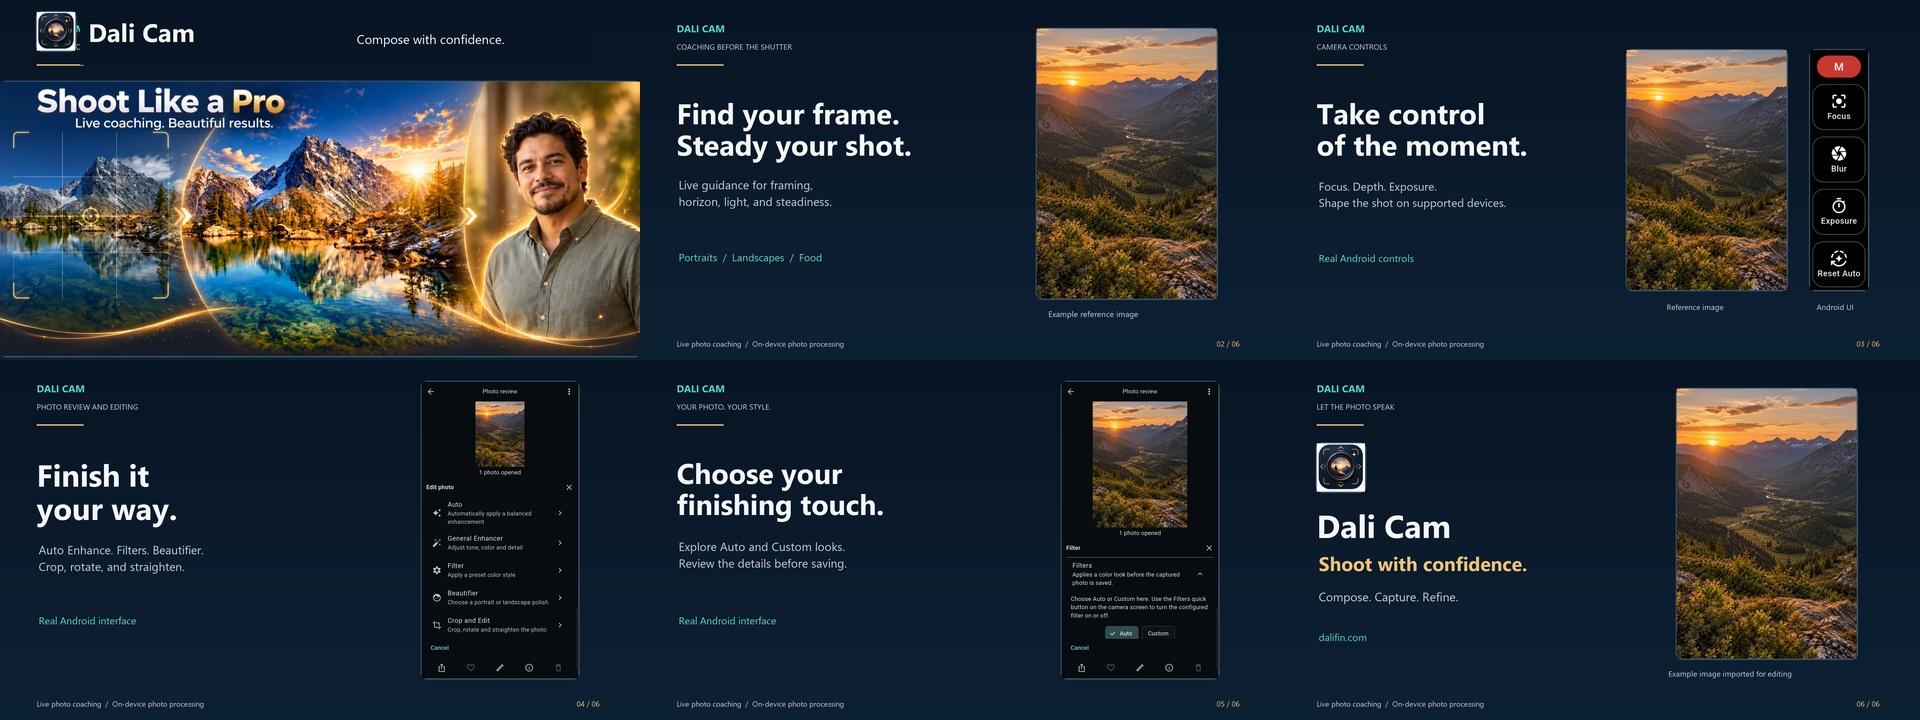 Dali Cam
Compose with confidence.
Shoot Like a Pro
Live coaching. Beautiful results.
DALI CAM
COACHING BEFORE THE SHUTTER
Find your frame.
Steady your shot.
Live guidance for framing,
horizon, light, and steadiness.
Portraits / Landscapes / Food
Example reference image
Live photo coaching / On-device photo processing
02 / 06
DALI CAM
CAMERA CONTROLS
Take control
of the moment.
Focus. Depth. Exposure.
Shape the shot on supported devices.
Real Android controls
M
Focus
Blur
Exposure
Reset Auto
Reference image
Android UI
Live photo coaching / On-device photo processing
03 / 06
DALI CAM
PHOTO REVIEW AND EDITING
Finish it
your way.
Auto Enhance. Filters. Beautifier.
Crop, rotate, and straighten.
Real Android interface
Photo review
1 photo opened
Edit photo
Auto
Automatically apply a balanced
enhancement
General Enhancer
Adjust tone, color and detail
Filter
Apply a preset color style
Beautifier
Choose a portrait or landscape polish
Crop and Edit
Crop, rotate and straighten the photo
Cancel
Live photo coaching / On-device photo processing
04 / 06
DALI CAM
YOUR PHOTO. YOUR STYLE.
Choose your
finishing touch.
Explore Auto and Custom looks.
Review the details before saving.
Real Android interface
Photo review
1 photo opened
Filter
Filters
Applies a color look before the captured
photo is saved.
Choose Auto or Custom here. Use the Filters quick
button on the camera screen to turn the configured
filter on or off.
Auto
Custom
Cancel
Live photo coaching / On-device photo processing
05 / 06
DALI CAM
LET THE PHOTO SPEAK
Dali Cam
Shoot with confidence.
Compose. Capture. Refine.
dalifin.com
Example image imported for editing
Live photo coaching / On-device photo processing
06 / 06